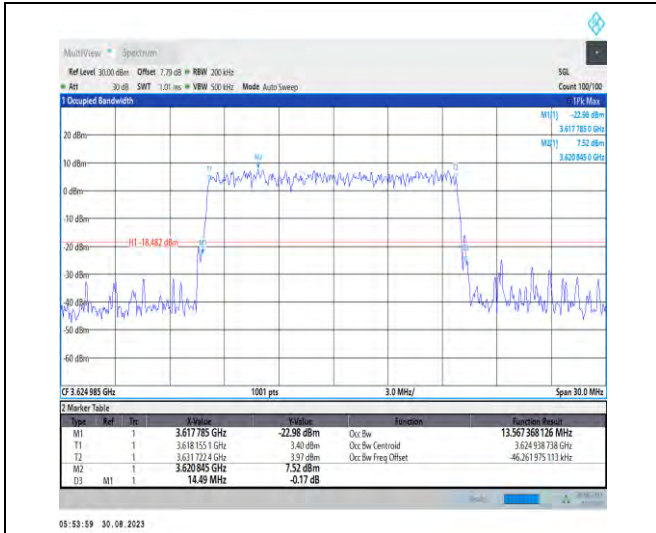 MultiView Spectrum
Ref Level 30.00 dBm Offset 7.79 dB RBW 200 kHz SGL
Att 30 dB SWT 1.01 ms VBW 500 kHz Mode Auto Sweep Count 100/100
1 Occupied Bandwidth 1Pk Max
M1[1] -22.98 dBm
3.617 785 0 GHz
M2[1] 7.52 dBm
3.620 845 0 GHz
20 dBm
M2
T1
T2
10 dBm
0 dBm
-10 dBm
H1 -18.482 dBm
-20 dBm
-30 dBm
-40 dBm
-50 dBm
-60 dBm
CF 3.624 985 GHz 1001 pts 3.0 MHz/ Span 30.0 MHz
2 Marker Table
Type Ref Trc X-Value Y-Value Function Function Result
M1 1 3.617785 GHz -22.98 dBm Occ Bw 13.567 368 126 MHz
T1 1 3.618 155 1 GHz 3.40 dBm Occ Bw Centroid 3.624 938 738 GHz
T2 1 3.631 722 4 GHz 3.97 dBm Occ Bw Freq Offset -46.261 975 113 kHz
M2 1 3.620 845 GHz 7.52 dBm
D3 M1 1 14.49 MHz -0.17 dB
05:53:59 30.08.2023